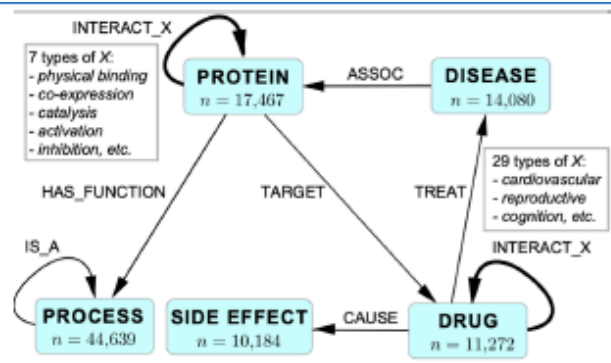 INTERACT_X
7 types of X:
- physical binding
- co-expression
- catalysis
- activation
- inhibition, etc.
PROTEIN
n = 17,467
ASSOC
DISEASE
n = 14,080
HAS_FUNCTION
TARGET
TREAT
29 types of X:
- cardiovascular
- reproductive
- cognition, etc.
IS_A
INTERACT_X
PROCESS
n = 44,639
SIDE EFFECT
n = 10,184
CAUSE
DRUG
n = 11,272